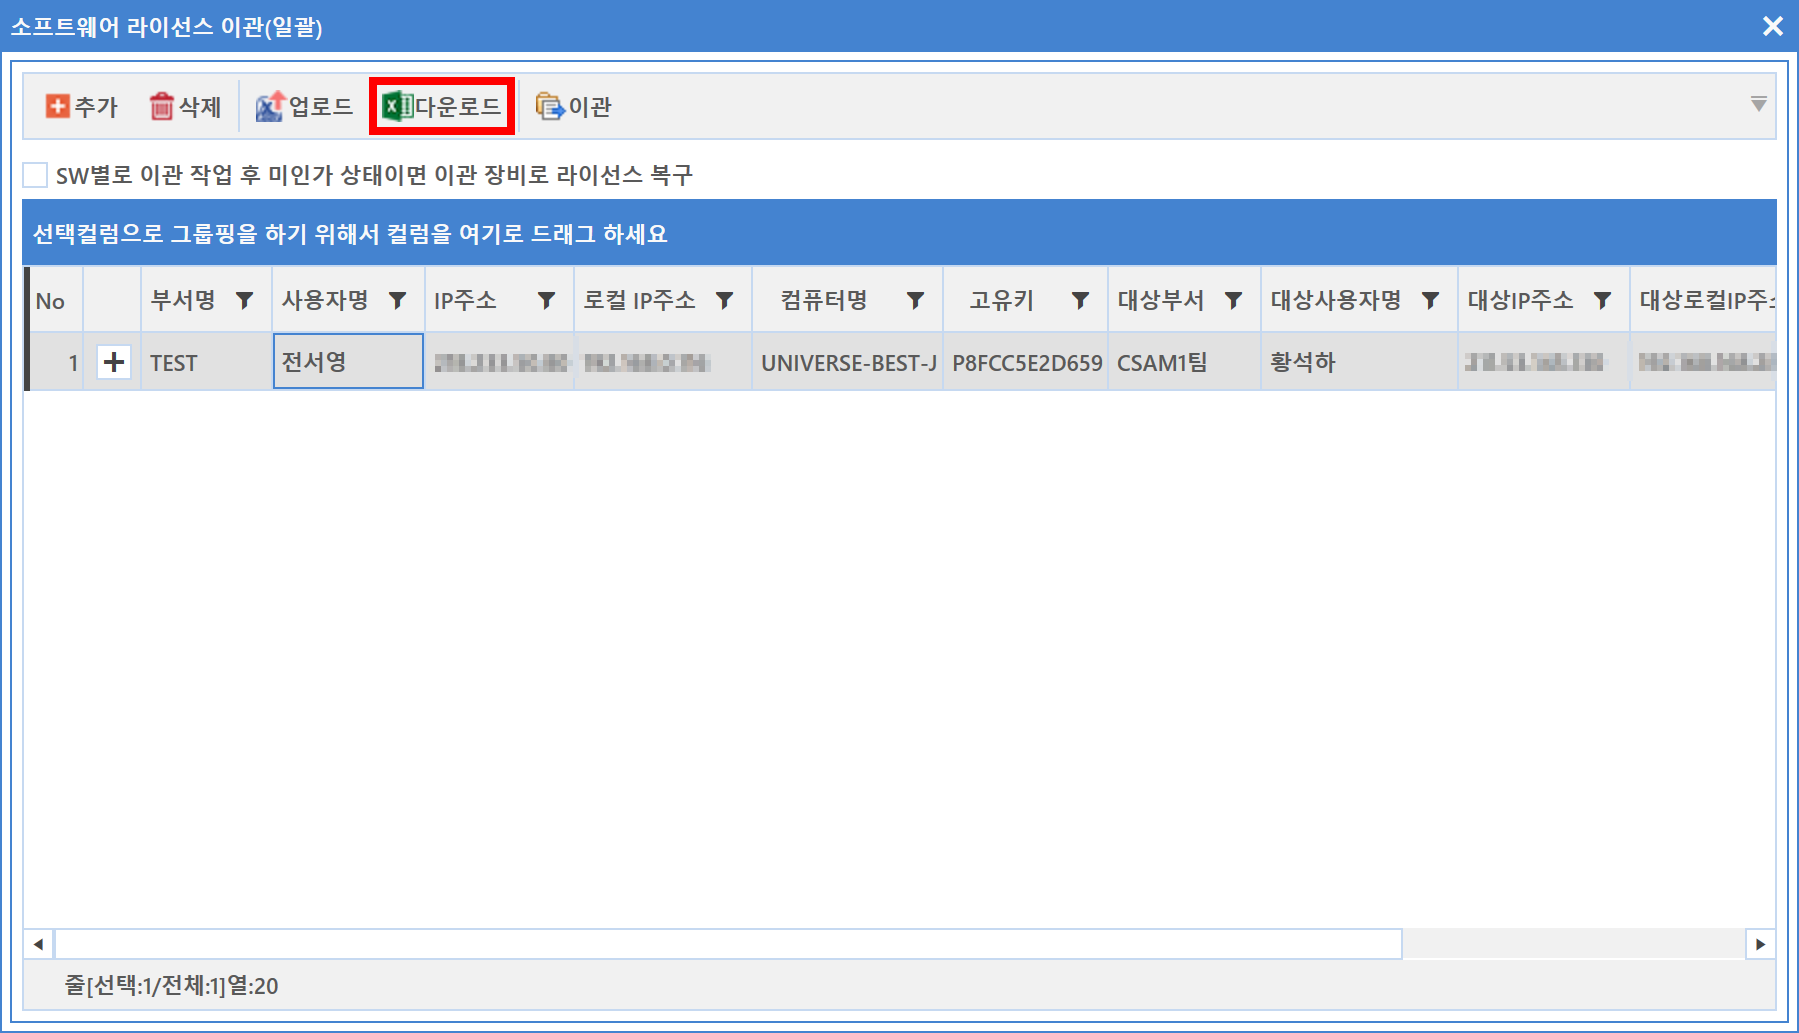 소프트웨어 라이선스 이관(일괄)
추가 삭제 업로드 다운로드 이관
SW별로 이관 작업 후 미인가 상태이면 이관 장비로 라이선스 복구
선택컬럼으로 그룹핑을 하기 위해서 컬럼을 여기로 드래그 하세요
No 부서명 사용자명 IP주소 로컬 IP주소 컴퓨터명 고유키 대상부서 대상사용자명 대상IP주소 대상로컬IP주소
1 TEST 전서영 UNIVERSE-BEST-J P8FCC5E2D659 CSAM1팀 황석하
줄[선택:1/전체:1]열:20